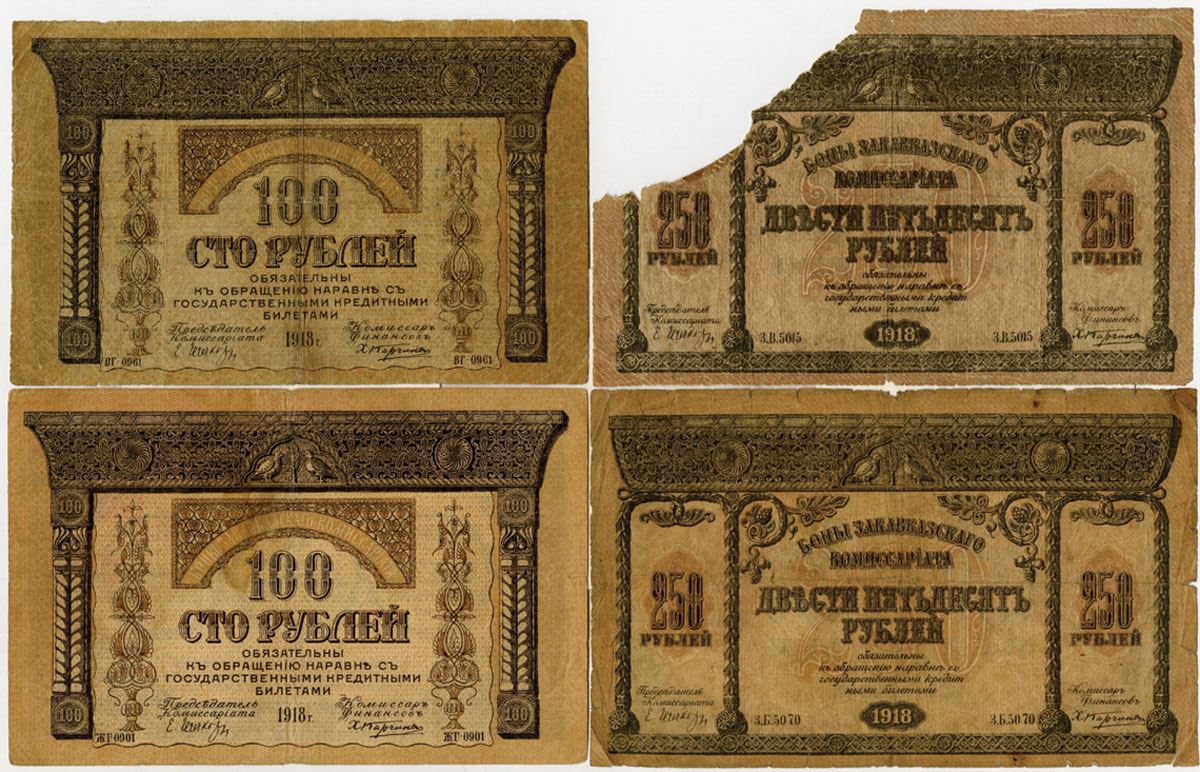 100 100
100
СТО РУБЛЕЙ
ОБЯЗАТЕЛЬНЫ
КЪ ОБРАЩЕНІЮ НАРАВНѢ СЪ
ГОСУДАРСТВЕННЫМИ КРЕДИТНЫМИ
БИЛЕТАМИ
Предсѣдатель
Комиссаріата
1918 г.
Комиссаръ
Финансовъ
100 100
ВГ 0961 ВГ 0961
БОНЫ ЗАКАВКАЗСКАГО
КОМИССАРІАТА
ДВѢСТИ ПЯТЬДЕСЯТЪ
РУБЛЕЙ
250
РУБЛЕЙ
250
РУБЛЕЙ
обязательны
къ обращенію наравнѣ съ
государственными кредит
ными билетами
Предсѣдатель
Комиссаріата
Комиссаръ
Финансовъ
З.В.5015 1918 З.В.5015
100 100
100
СТО РУБЛЕЙ
ОБЯЗАТЕЛЬНЫ
КЪ ОБРАЩЕНІЮ НАРАВНѢ СЪ
ГОСУДАРСТВЕННЫМИ КРЕДИТНЫМИ
БИЛЕТАМИ
Предсѣдатель
Комиссаріата
1918 г.
Комиссаръ
Финансовъ
100 100
ЖГ 0901 ЖГ 0901
БОНЫ ЗАКАВКАЗСКАГО
КОМИССАРІАТА
ДВѢСТИ ПЯТЬДЕСЯТЪ
РУБЛЕЙ
250
РУБЛЕЙ
250
РУБЛЕЙ
обязательны
къ обращенію наравнѣ съ
государственными кредит
ными билетами
Предсѣдатель
Комиссаріата
Комиссаръ
Финансовъ
З.Б.5070 1918 З.Б.5070